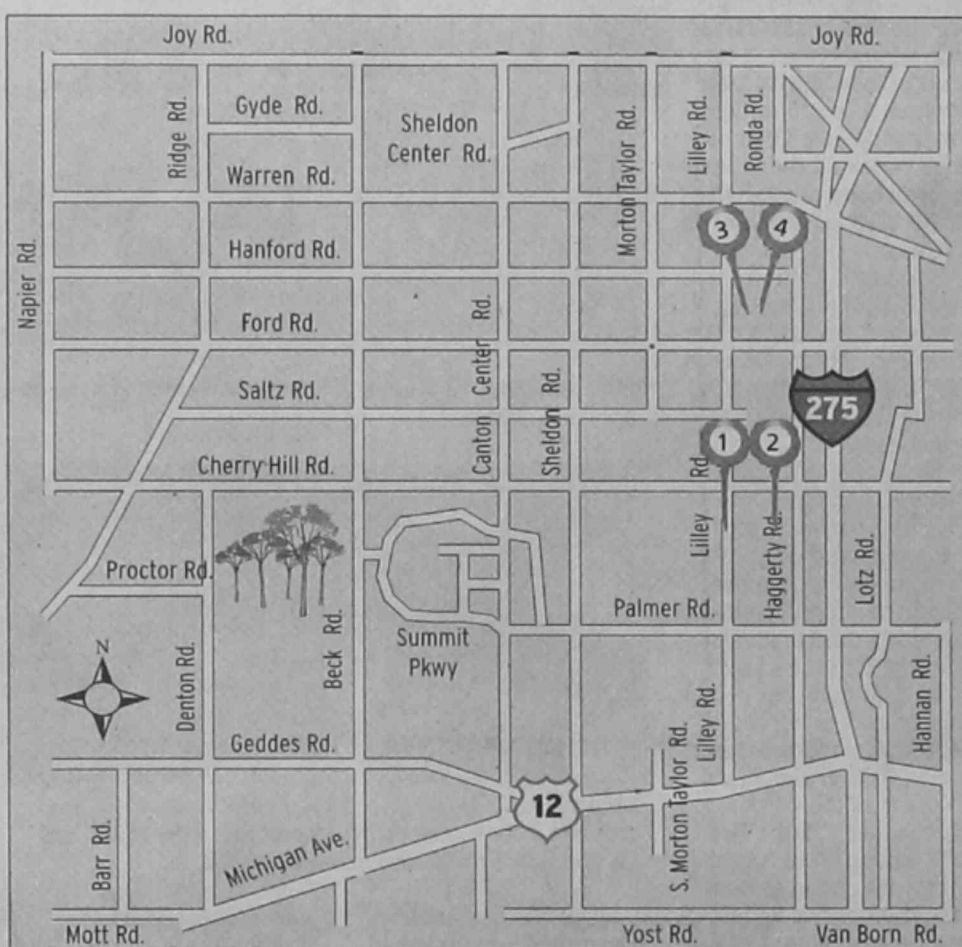 Joy Rd.
Joy Rd.
Ridge Rd.
Gyde Rd.
Sheldon
Center Rd.
Warren Rd.
Morton Taylor Rd.
Lilley Rd.
Ronda Rd.
Napier Rd.
Hanford Rd.
3
4
Ford Rd.
Canton Center Rd.
Sheldon Rd.
Saltz Rd.
275
Cherry Hill Rd.
1
2
Lilley Rd.
Haggerty Rd.
Lotz Rd.
Proctor Rd.
Palmer Rd.
Beck Rd.
Summit
Pkwy
N
Denton Rd.
Hannan Rd.
Geddes Rd.
S. Morton Taylor Rd.
Lilley Rd.
12
Barr Rd.
Michigan Ave.
Mott Rd.
Yost Rd.
Van Born Rd.